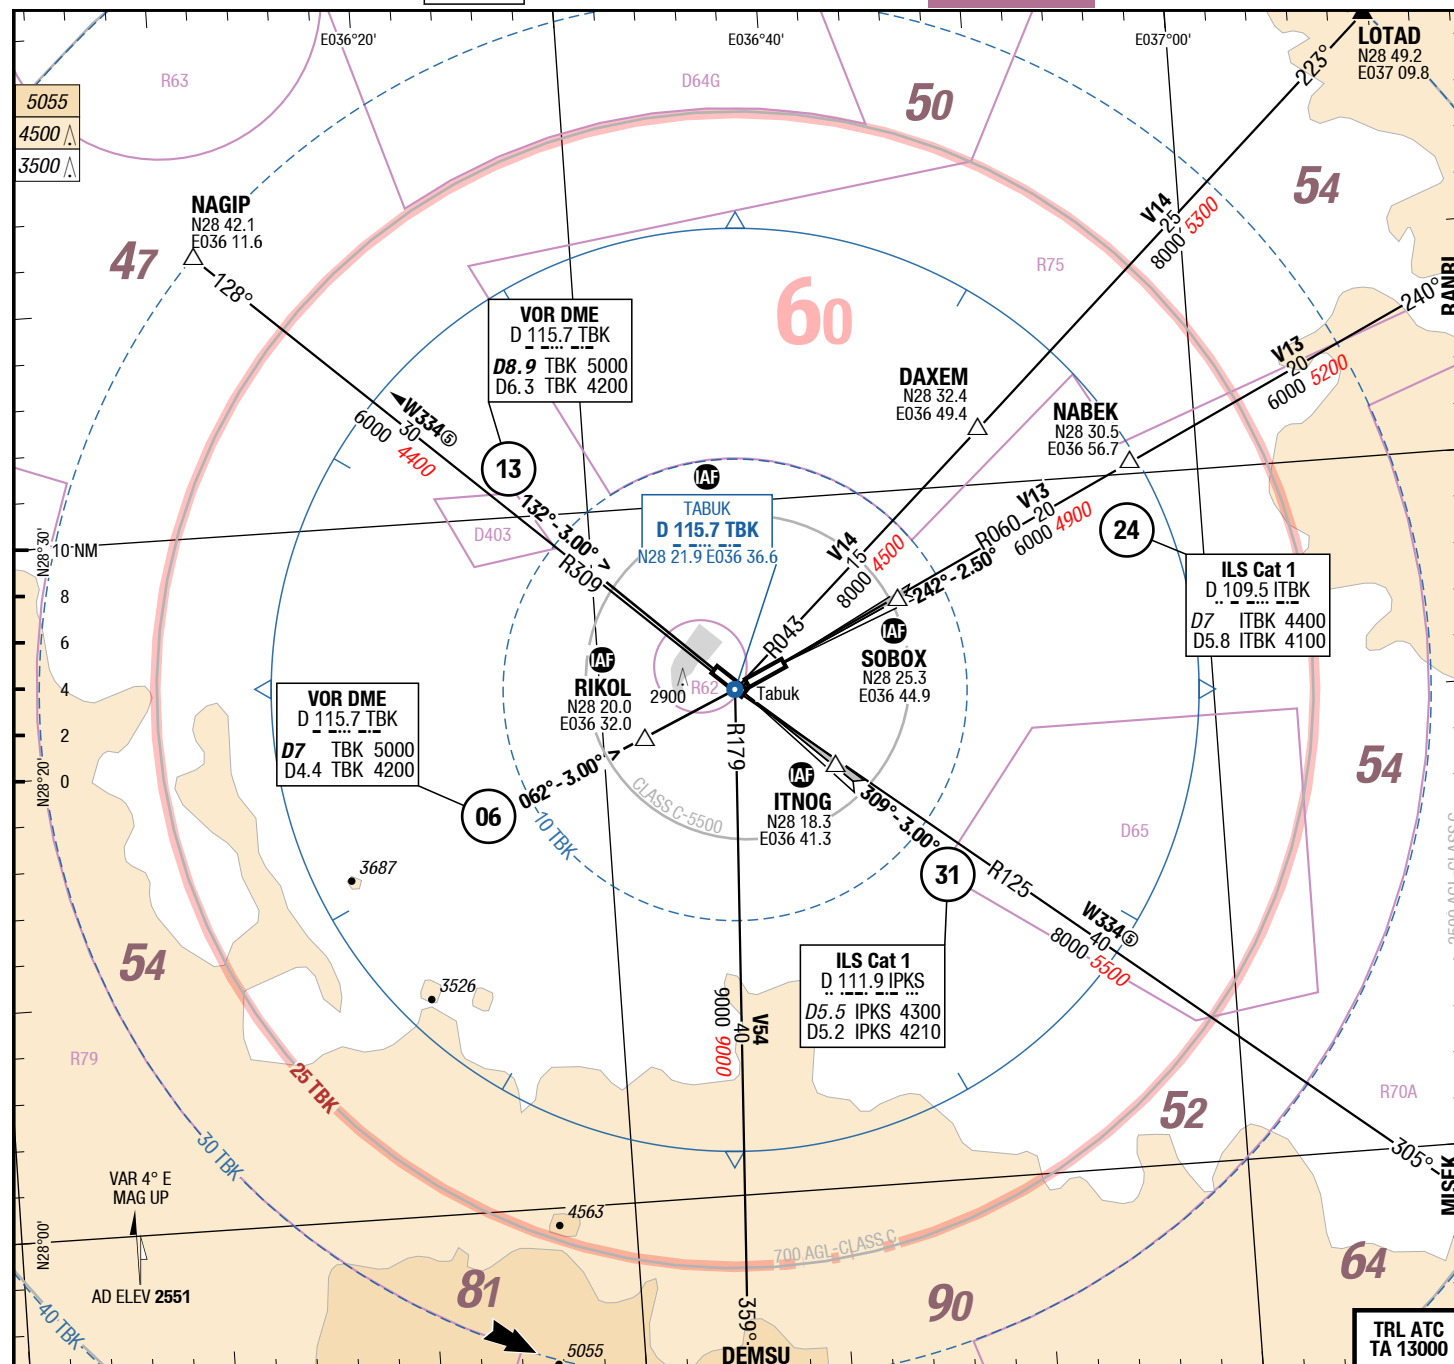 E036°20'
E036°40'
E037°00'
LOTAD
N28 49.2
E037 09.8
223°
R63
D64G
50
5055
4500
3500
54
NAGIP
N28 42.1
E036 11.6
47
128°
V14
25
8000 5300
R75
240°
RANBI
60
VOR DME
D 115.7 TBK
D8.9 TBK 5000
D6.3 TBK 4200
V13
20
6000 5200
DAXEM
N28 32.4
E036 49.4
NABEK
N28 30.5
E036 56.7
W334⑤
30
6000 4400
13
IAF
TABUK
D 115.7 TBK
N28 21.9 E036 36.6
132°-3.00° >
D403
R309
V13
R060 20
6000 4900
24
V14
15
8000 4500
242°-2.50°
ILS Cat 1
D 109.5 ITBK
D7 ITBK 4400
D5.8 ITBK 4100
N28°30'
10 NM
8
6
4
2
0
N28°20'
R043
IAF
SOBOX
N28 25.3
E036 44.9
IAF
RIKOL
N28 20.0
E036 32.0
2900
R62
Tabuk
VOR DME
D 115.7 TBK
D7 TBK 5000
D4.4 TBK 4200
R179
06
062°-3.00° >
10 TBK
CLASS C-5500
IAF
ITNOG
N28 18.3
E036 41.3
309°-3.00°
31
D65
54
R125
3687
W334⑤
40
8000 5500
2500 AGL-CLASS C
54
3526
ILS Cat 1
D 111.9 IPKS
D5.5 IPKS 4300
D5.2 IPKS 4210
V54
40
9000 9000
R79
25 TBK
52
R70A
30 TBK
305°
MISEK
VAR 4° E
MAG UP
4563
700 AGL-CLASS C
N28°00'
AD ELEV 2551
81
90
64
40 TBK
359°
5055
DEMSU
TRL ATC
TA 13000